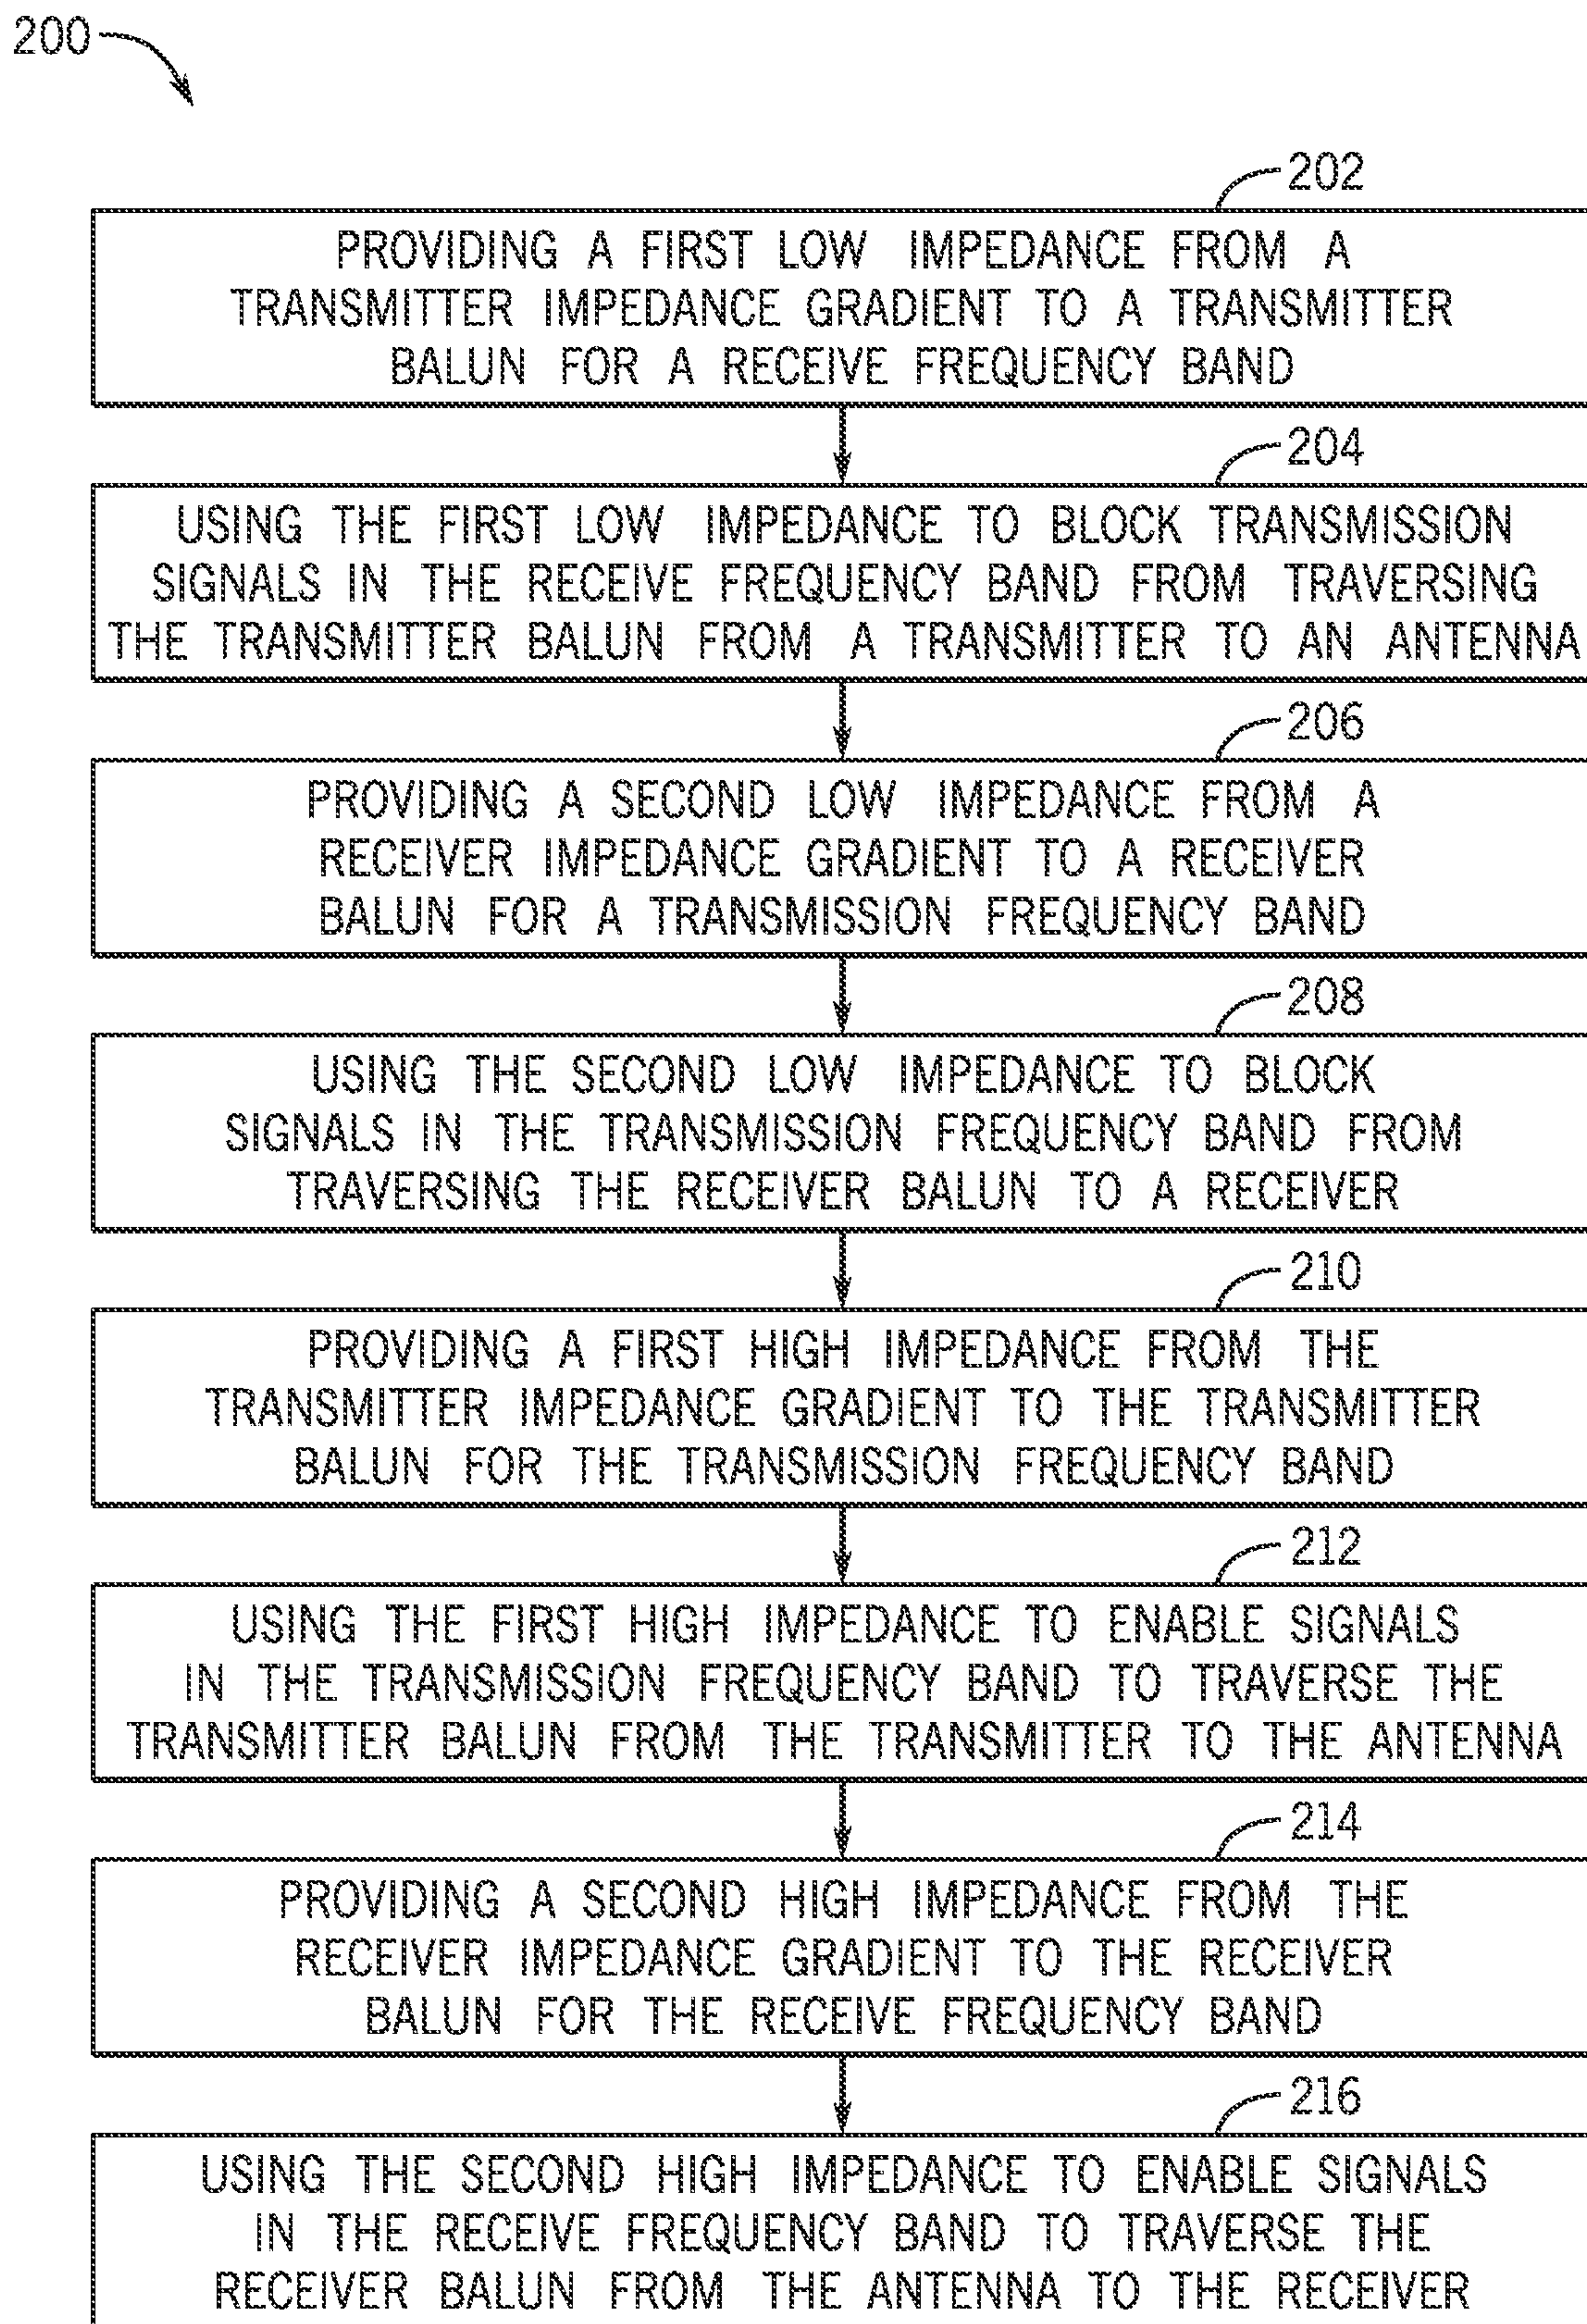 200
202
PROVIDING A FIRST LOW IMPEDANCE FROM A
TRANSMITTER IMPEDANCE GRADIENT TO A TRANSMITTER
BALUN FOR A RECEIVE FREQUENCY BAND
204
USING THE FIRST LOW IMPEDANCE TO BLOCK TRANSMISSION
SIGNALS IN THE RECEIVE FREQUENCY BAND FROM TRAVERSING
THE TRANSMITTER BALUN FROM A TRANSMITTER TO AN ANTENNA
206
PROVIDING A SECOND LOW IMPEDANCE FROM A
RECEIVER IMPEDANCE GRADIENT TO A RECEIVER
BALUN FOR A TRANSMISSION FREQUENCY BAND
208
USING THE SECOND LOW IMPEDANCE TO BLOCK
SIGNALS IN THE TRANSMISSION FREQUENCY BAND FROM
TRAVERSING THE RECEIVER BALUN TO A RECEIVER
210
PROVIDING A FIRST HIGH IMPEDANCE FROM THE
TRANSMITTER IMPEDANCE GRADIENT TO THE TRANSMITTER
BALUN FOR THE TRANSMISSION FREQUENCY BAND
212
USING THE FIRST HIGH IMPEDANCE TO ENABLE SIGNALS
IN THE TRANSMISSION FREQUENCY BAND TO TRAVERSE THE
TRANSMITTER BALUN FROM THE TRANSMITTER TO THE ANTENNA
214
PROVIDING A SECOND HIGH IMPEDANCE FROM THE
RECEIVER IMPEDANCE GRADIENT TO THE RECEIVER
BALUN FOR THE RECEIVE FREQUENCY BAND
216
USING THE SECOND HIGH IMPEDANCE TO ENABLE SIGNALS
IN THE RECEIVE FREQUENCY BAND TO TRAVERSE THE
RECEIVER BALUN FROM THE ANTENNA TO THE RECEIVER